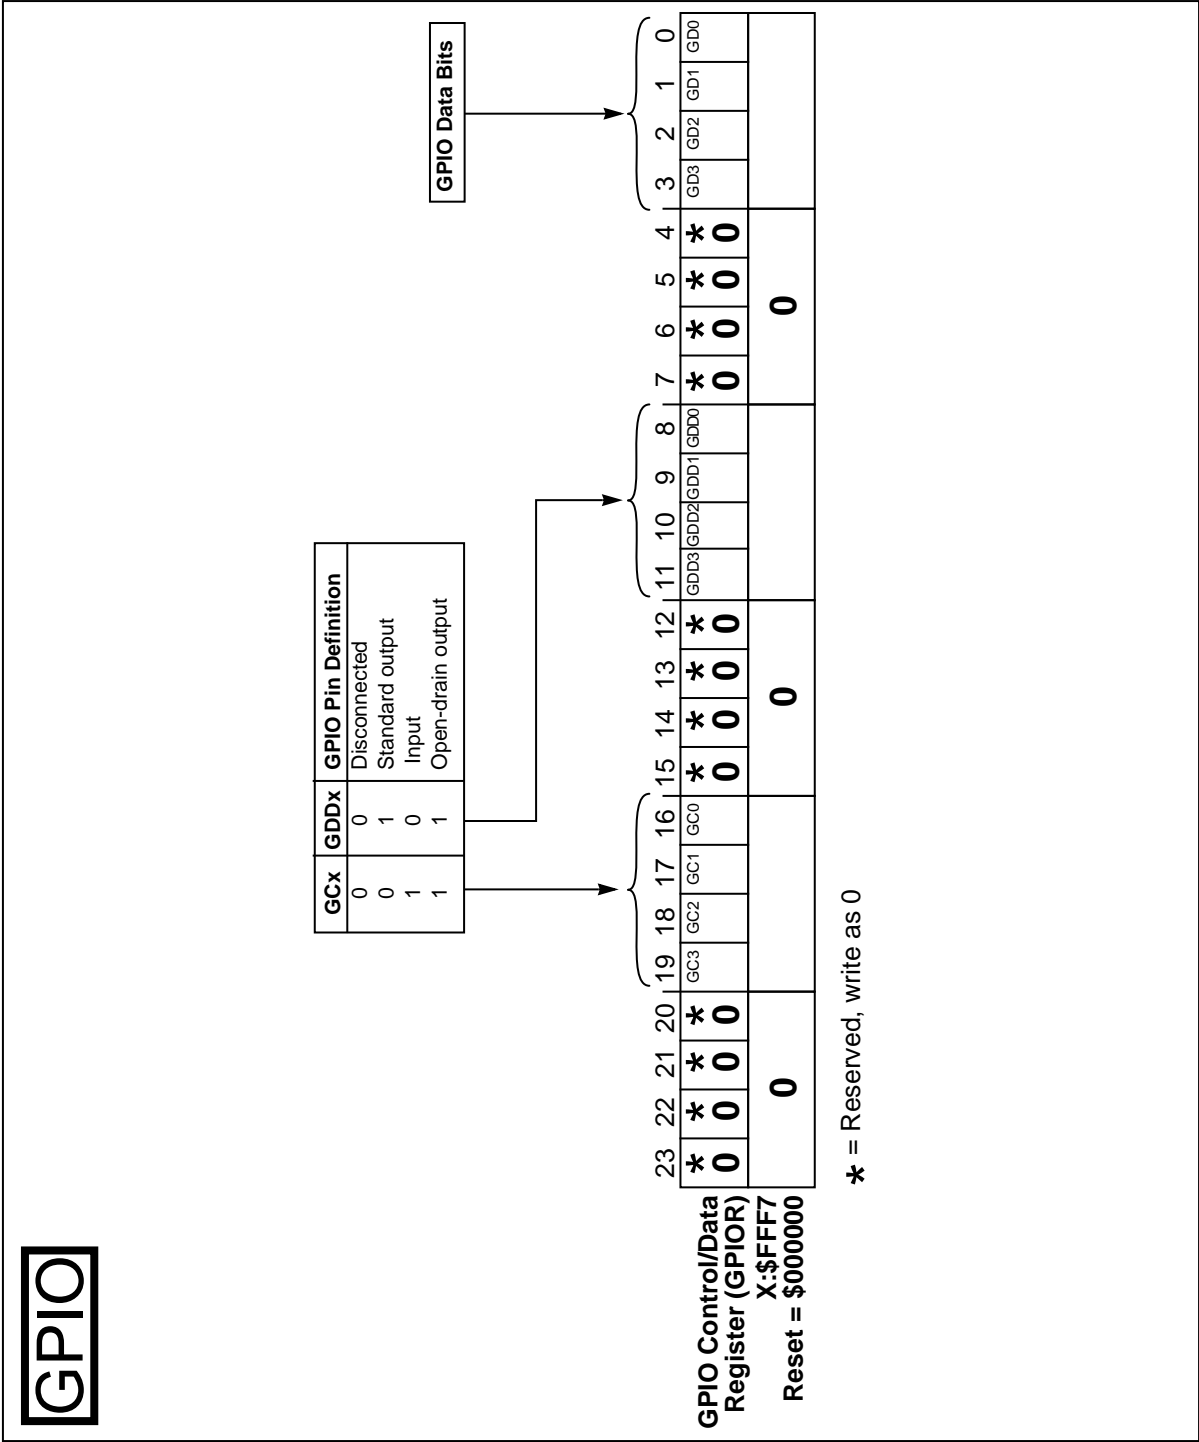 GPIO
GPIO Data Bits
GCx GDDx GPIO Pin Definition
0 0 Disconnected
0 1 Standard output
1 0 Input
1 1 Open-drain output
23 22 21 20 19 18 17 16 15 14 13 12 11 10 9 8 7 6 5 4 3 2 1 0
GPIO Control/Data
Register (GPIOR)
X:$FFF7
Reset = $000000
* * * * GC3 GC2 GC1 GC0 * * * * GDD3 GDD2 GDD1 GDD0 * * * * GD3 GD2 GD1 GD0
0 0 0 0 0 0 0 0 0 0 0 0
0 0 0
* = Reserved, write as 0